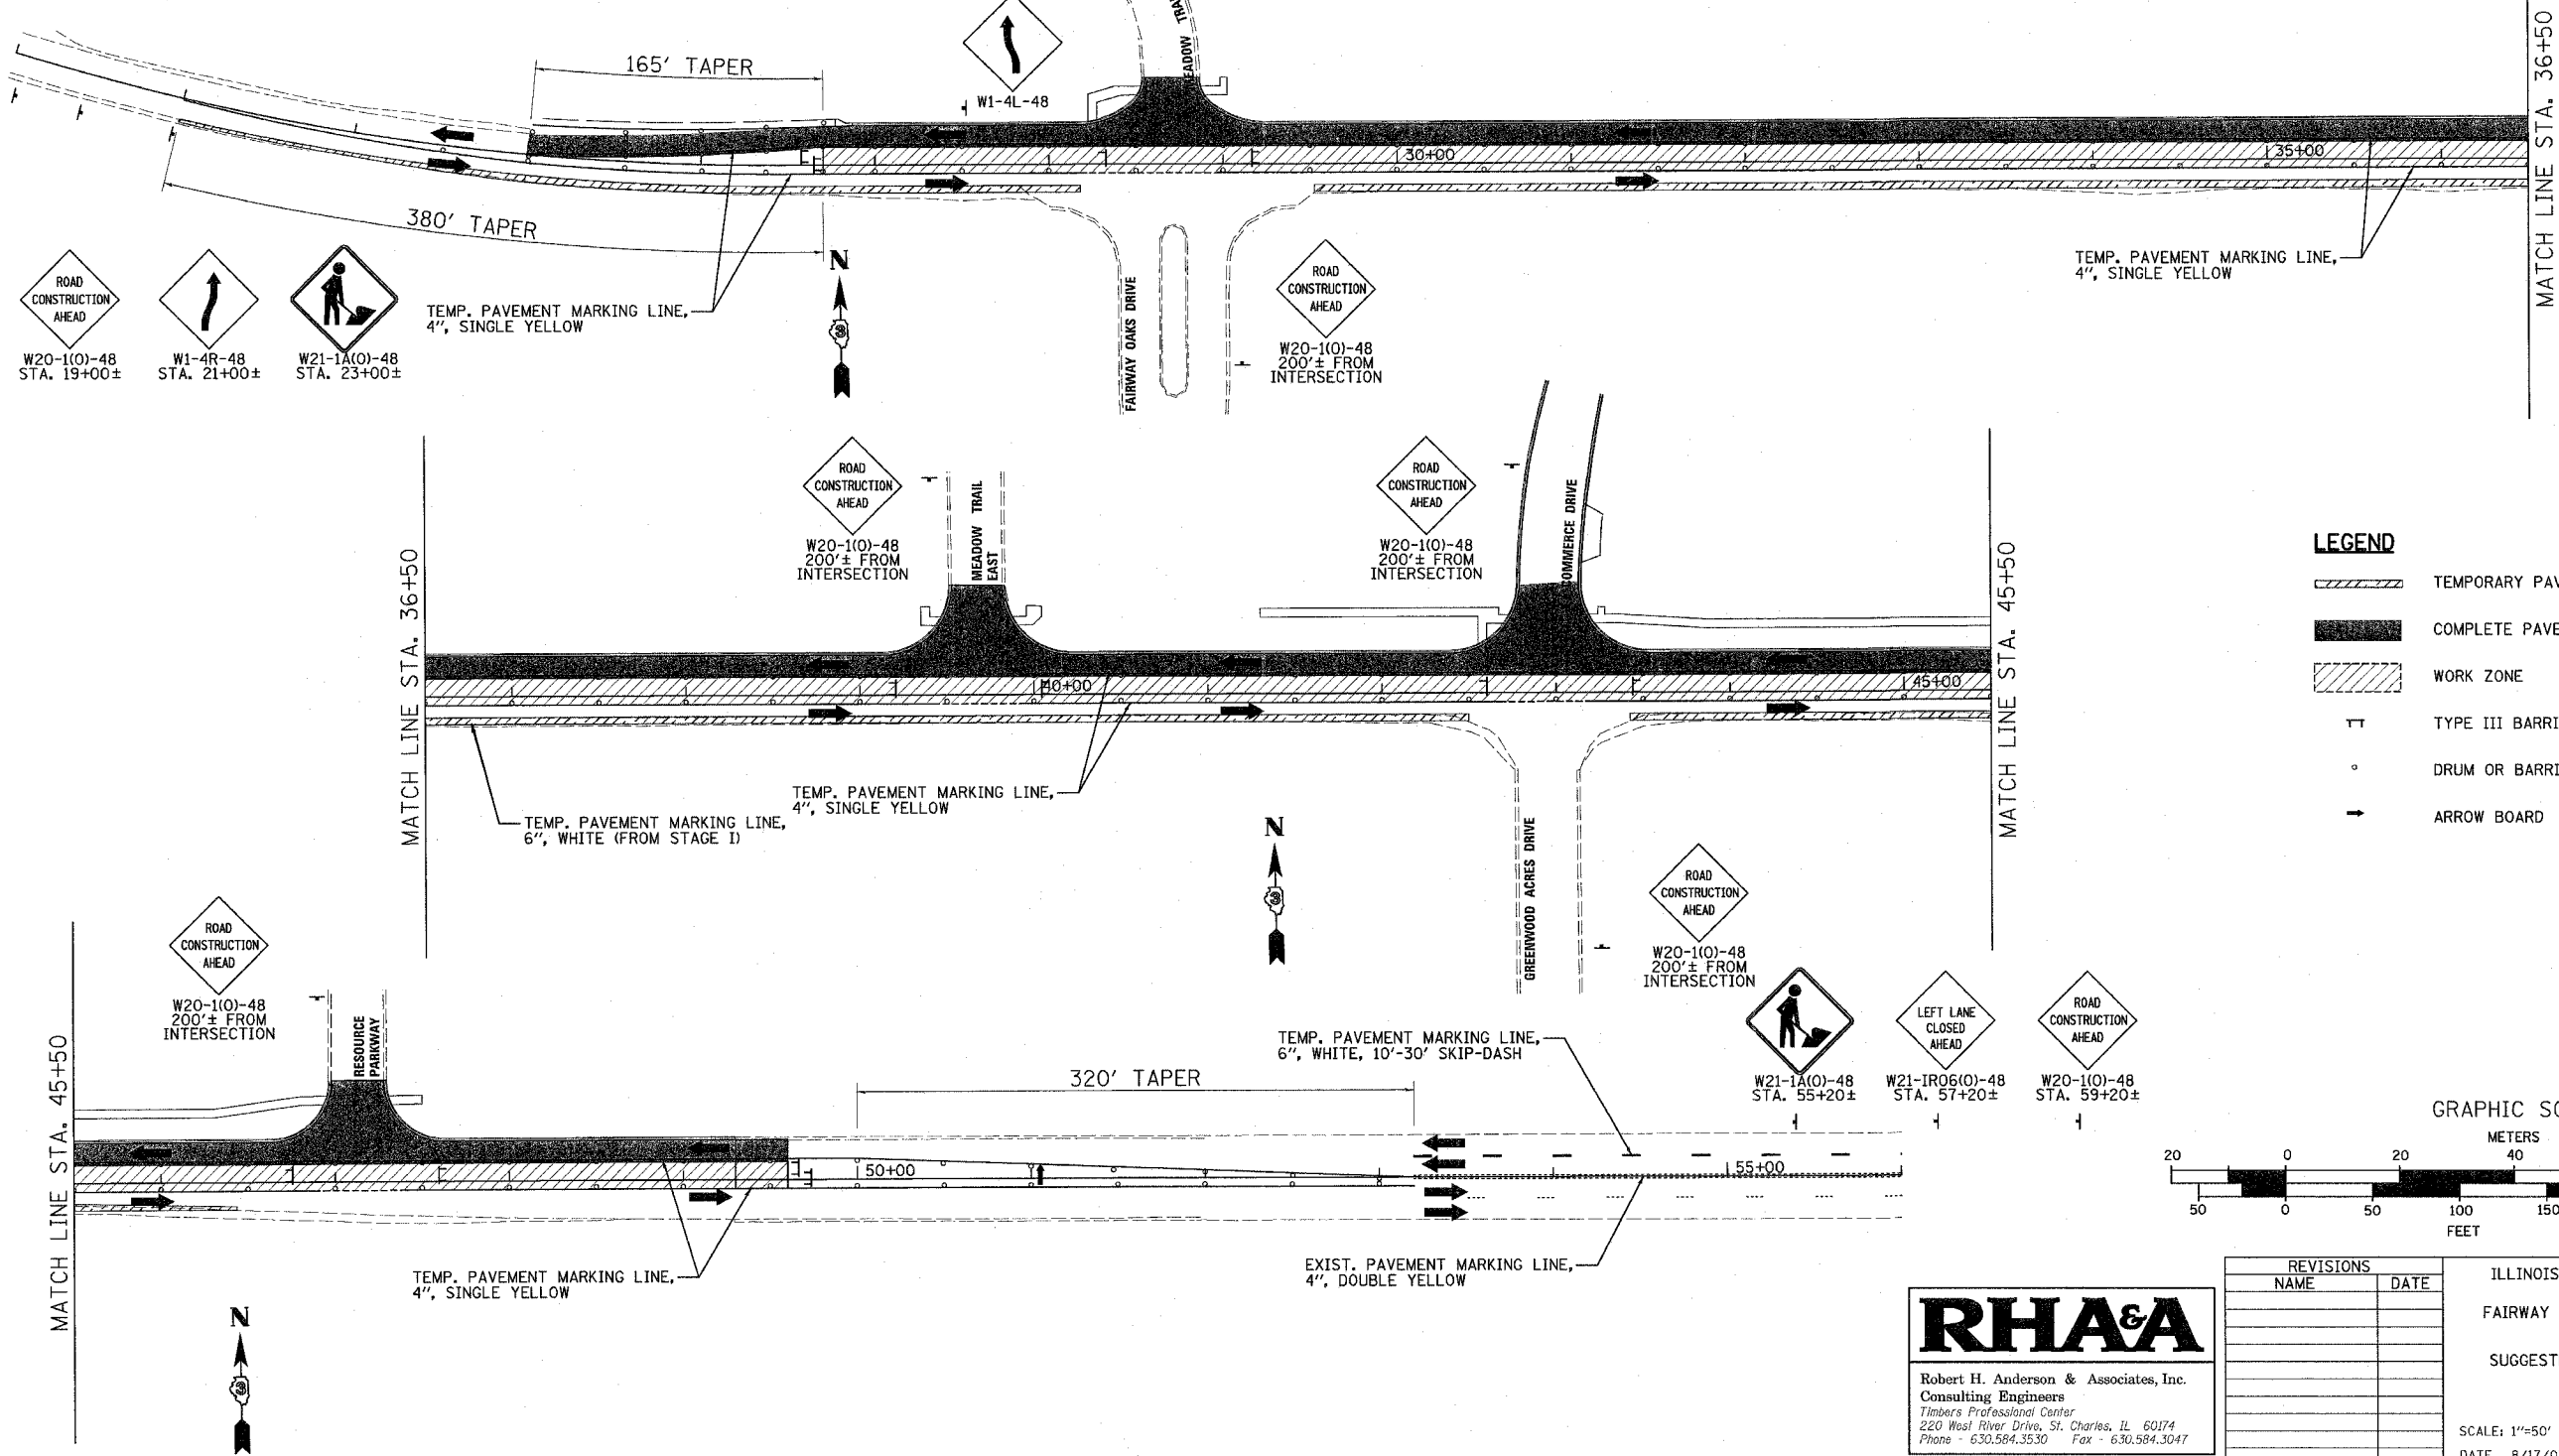 165' TAPER
W1-4L-48
MATCH LINE STA. 36+50
30+00
35+00
380' TAPER
ROAD
CONSTRUCTION
AHEAD
W20-1(O)-48
STA. 19+00±
W1-4R-48
STA. 21+00±
W21-1A(O)-48
STA. 23+00±
TEMP. PAVEMENT MARKING LINE,
4", SINGLE YELLOW
N
FAIRWAY OAKS DRIVE
ROAD
CONSTRUCTION
AHEAD
W20-1(O)-48
200'± FROM
INTERSECTION
TEMP. PAVEMENT MARKING LINE,
4", SINGLE YELLOW
MATCH LINE STA. 36+50
ROAD
CONSTRUCTION
AHEAD
W20-1(O)-48
200'± FROM
INTERSECTION
MEADOW TRAIL
EAST
ROAD
CONSTRUCTION
AHEAD
W20-1(O)-48
200'± FROM
INTERSECTION
COMMERCE DRIVE
MATCH LINE STA. 45+50
40+00
45+00
TEMP. PAVEMENT MARKING LINE,
4", SINGLE YELLOW
TEMP. PAVEMENT MARKING LINE,
6", WHITE (FROM STAGE I)
N
GREENWOOD ACRES DRIVE
ROAD
CONSTRUCTION
AHEAD
W20-1(O)-48
200'± FROM
INTERSECTION
LEGEND
TEMPORARY
COMPLETE
WORK ZONE
TYPE III
DRUM OR
ARROW BOARD
MATCH LINE STA. 45+50
ROAD
CONSTRUCTION
AHEAD
W20-1(O)-48
200'± FROM
INTERSECTION
RESOURCE
PARKWAY
320' TAPER
TEMP. PAVEMENT MARKING LINE,
6", WHITE, 10'-30' SKIP-DASH
W21-1A(O)-48
STA. 55+20±
LEFT LANE
CLOSED
AHEAD
W21-IR06(O)-48
STA. 57+20±
ROAD
CONSTRUCTION
AHEAD
W20-1(O)-48
STA. 59+20±
50+00
55+00
TEMP. PAVEMENT MARKING LINE,
4", SINGLE YELLOW
EXIST. PAVEMENT MARKING LINE,
4", DOUBLE YELLOW
N
GRAPHIC
METERS
20 0 20 40
50 0 50 100 150
FEET
RHA&A
Robert H. Anderson & Associates, Inc.
Consulting Engineers
Timbers Professional Center
220 West River Drive, St. Charles, IL 60174
Phone - 630.584.3530 Fax - 630.584.3047
REVISIONS
NAME DATE
ILLINOIS
FAIRWAY
SUGGEST
SCALE: 1"=50'
DATE 8/17/0